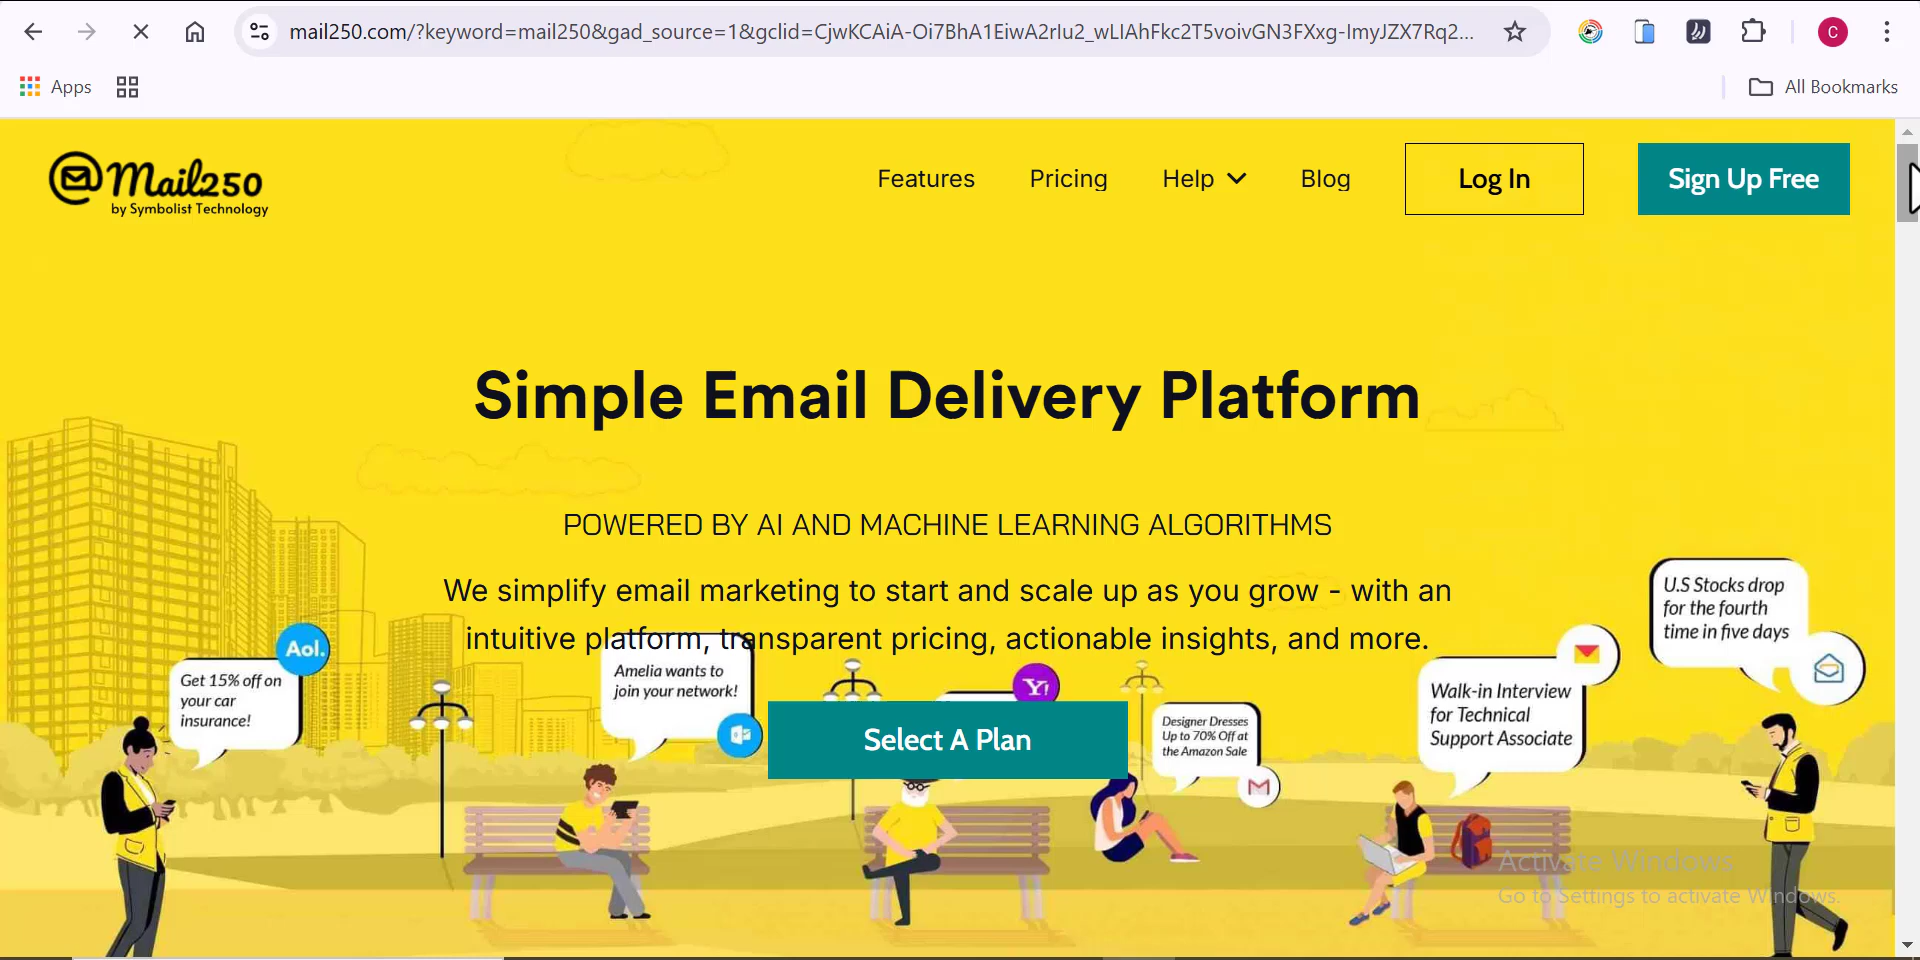 mail250.com/?keyword=mail250&gad_source=1&gclid=CjwKCAiA-Oi7BhA1EiwA2rIu2_wLIAhFkc2T5voivGN3FXxg-ImyJZX7Rq2...
C
Apps
All Bookmarks
@Mail250
by Symbolist Technology
Features
Pricing
Help
Blog
Log In
Sign Up Free
Simple Email Delivery Platform
POWERED BY AI AND MACHINE LEARNING ALGORITHMS
We simplify email marketing to start and scale up as you grow - with an
intuitive platform, transparent pricing, actionable insights, and more.
Aol.
Get 15% off on
your car
insurance!
Amelia wants to
join your network!
Y!
Select A Plan
Designer Dresses
Up to 70% Off at
the Amazon Sale
Walk-in Interview
for Technical
Support Associate
U.S Stocks drop
for the fourth
time in five days
Activate Windows
Go to Settings to activate Windows.